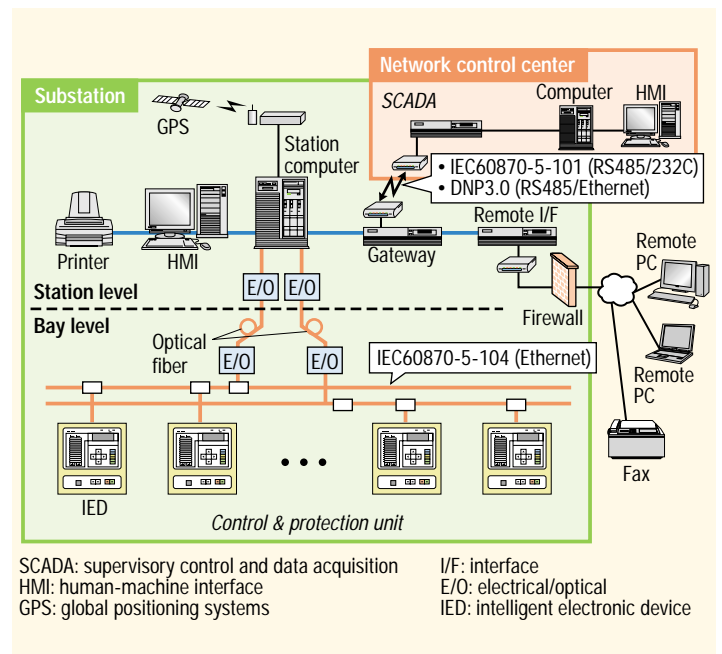 Network control center
Substation
SCADA
Computer
HMI
GPS
Station
computer
• IEC60870-5-101 (RS485/232C)
• DNP3.0 (RS485/Ethernet)
Remote I/F
Printer
HMI
Gateway
Remote
PC
Station level
E/O
E/O
Firewall
Bay level
Optical
fiber
E/O
E/O
IEC60870-5-104 (Ethernet)
Remote
PC
Fax
IED
• • •
Control & protection unit
SCADA: supervisory control and data acquisition
HMI: human-machine interface
GPS: global positioning systems
I/F: interface
E/O: electrical/optical
IED: intelligent electronic device